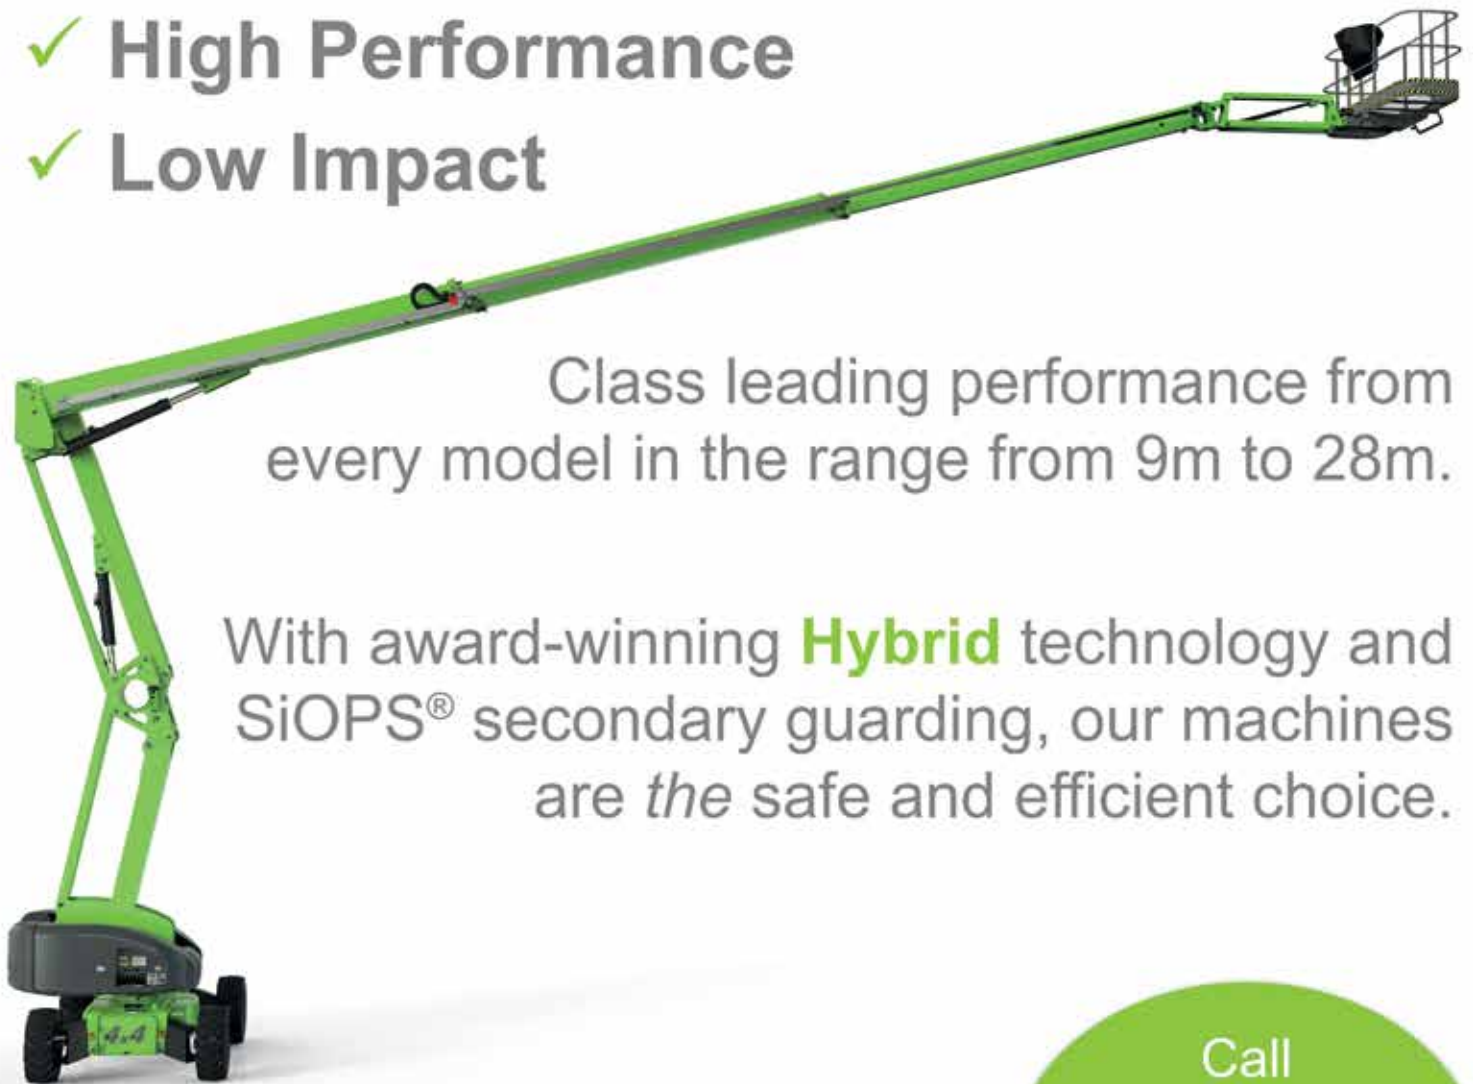 ✓ High Performance
✓ Low Impact
Class leading performance from
every model in the range from 9m to 28m.
With award-winning Hybrid technology and
SiOPS® secondary guarding, our machines
are the safe and efficient choice.
4x4
Call